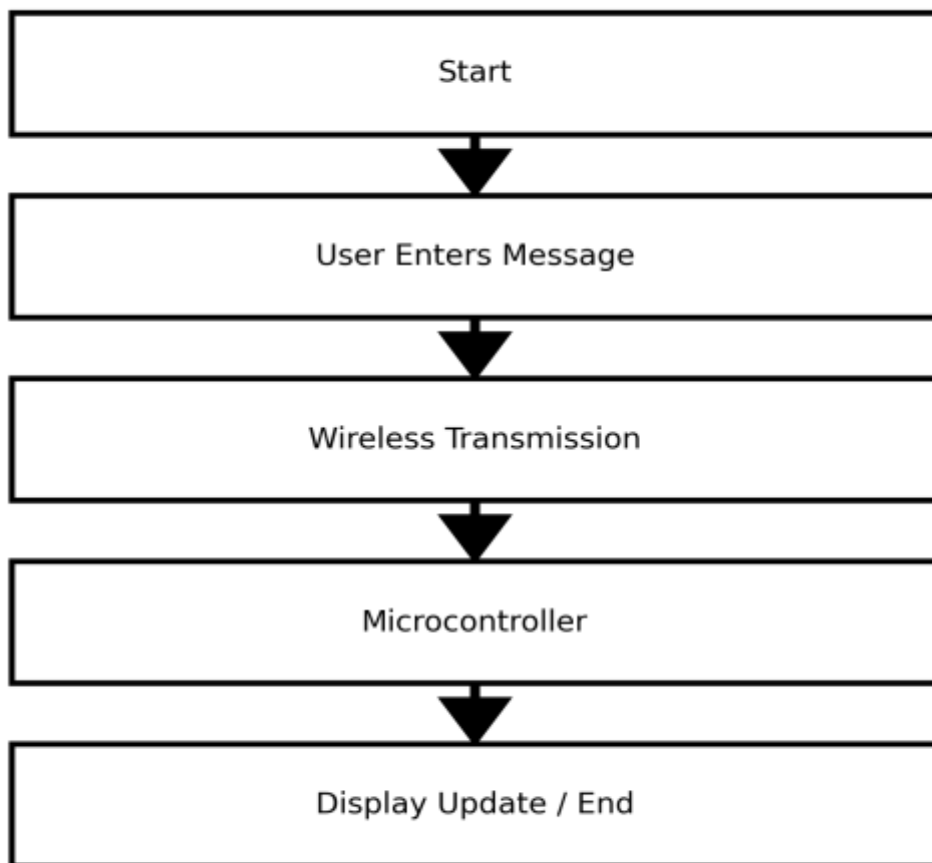 Start
User Enters Message
Wireless Transmission
Microcontroller
Display Update / End